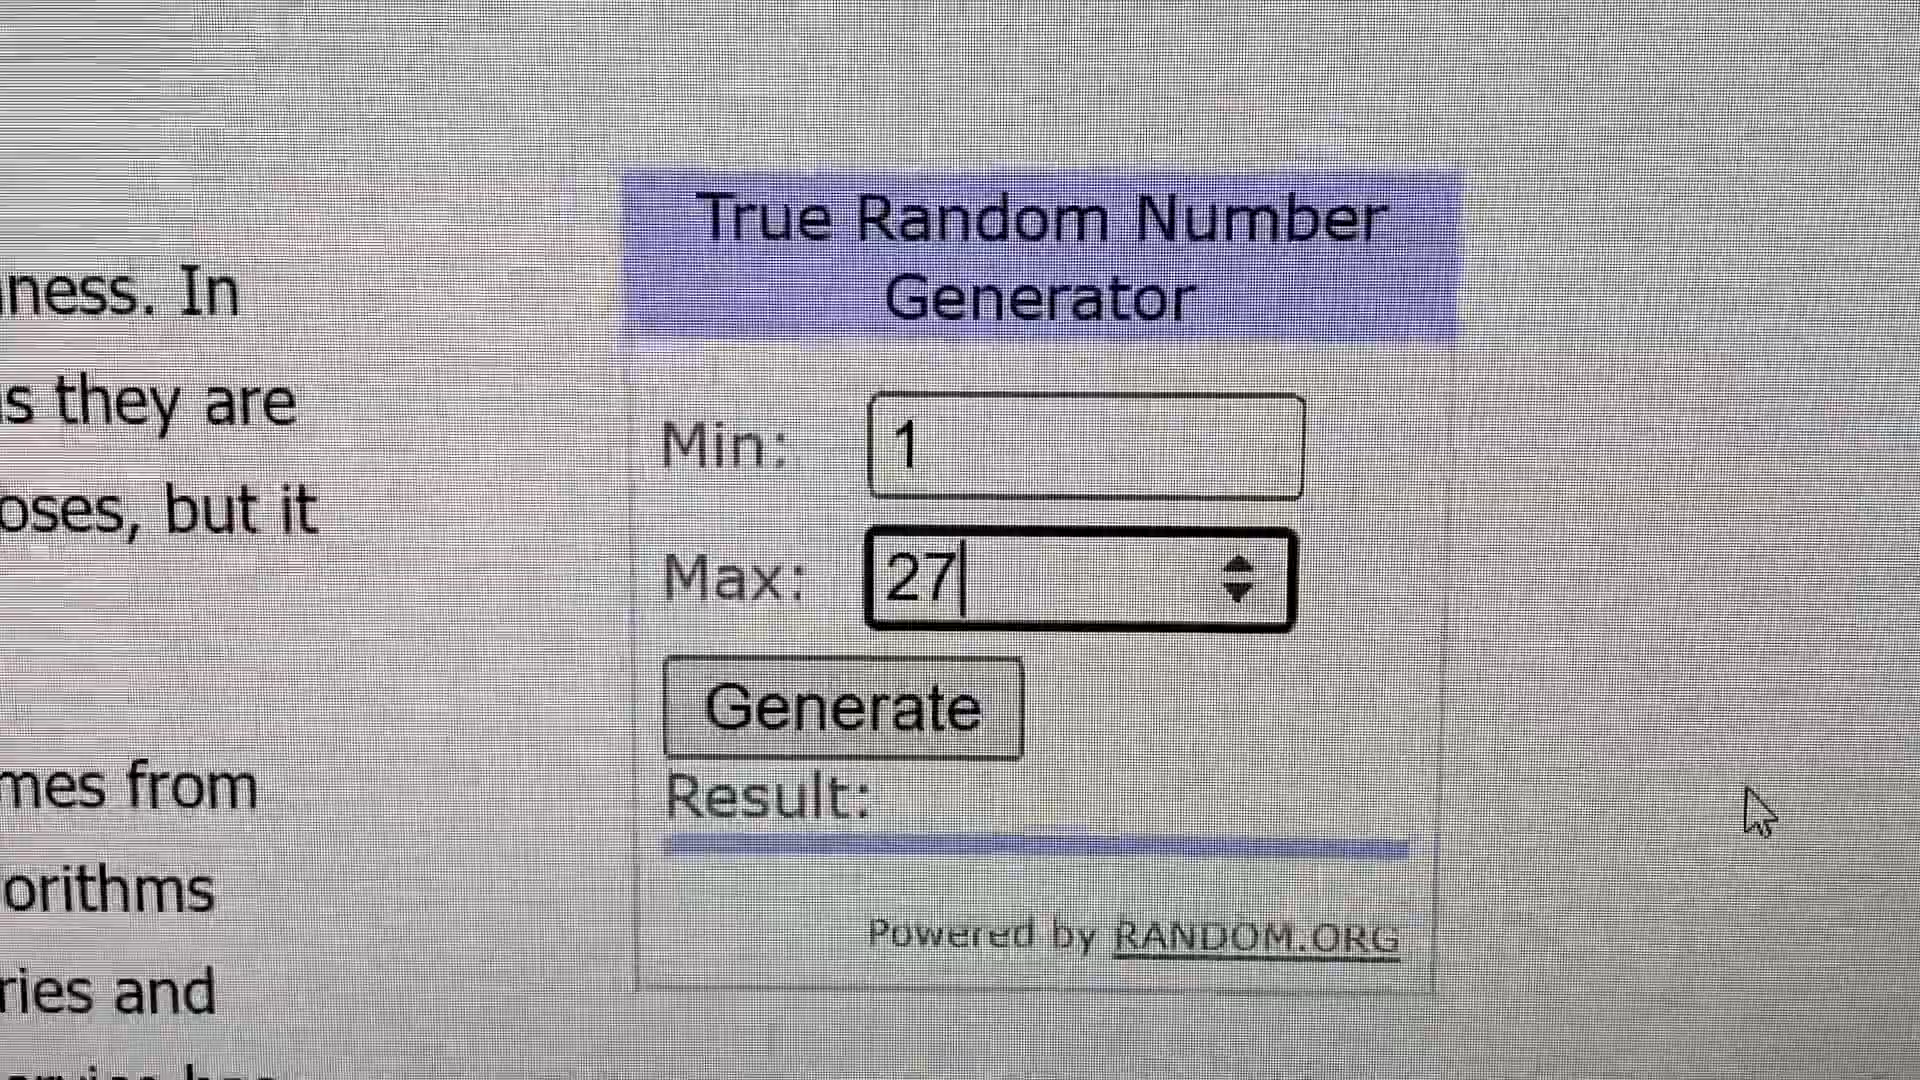 ness. In
s they are
oses, but it
mes from
orithms
ries and
True Random Number
Generator
Min: 1
Max: 27
Generate
Result:
Powered by RANDOM.ORG